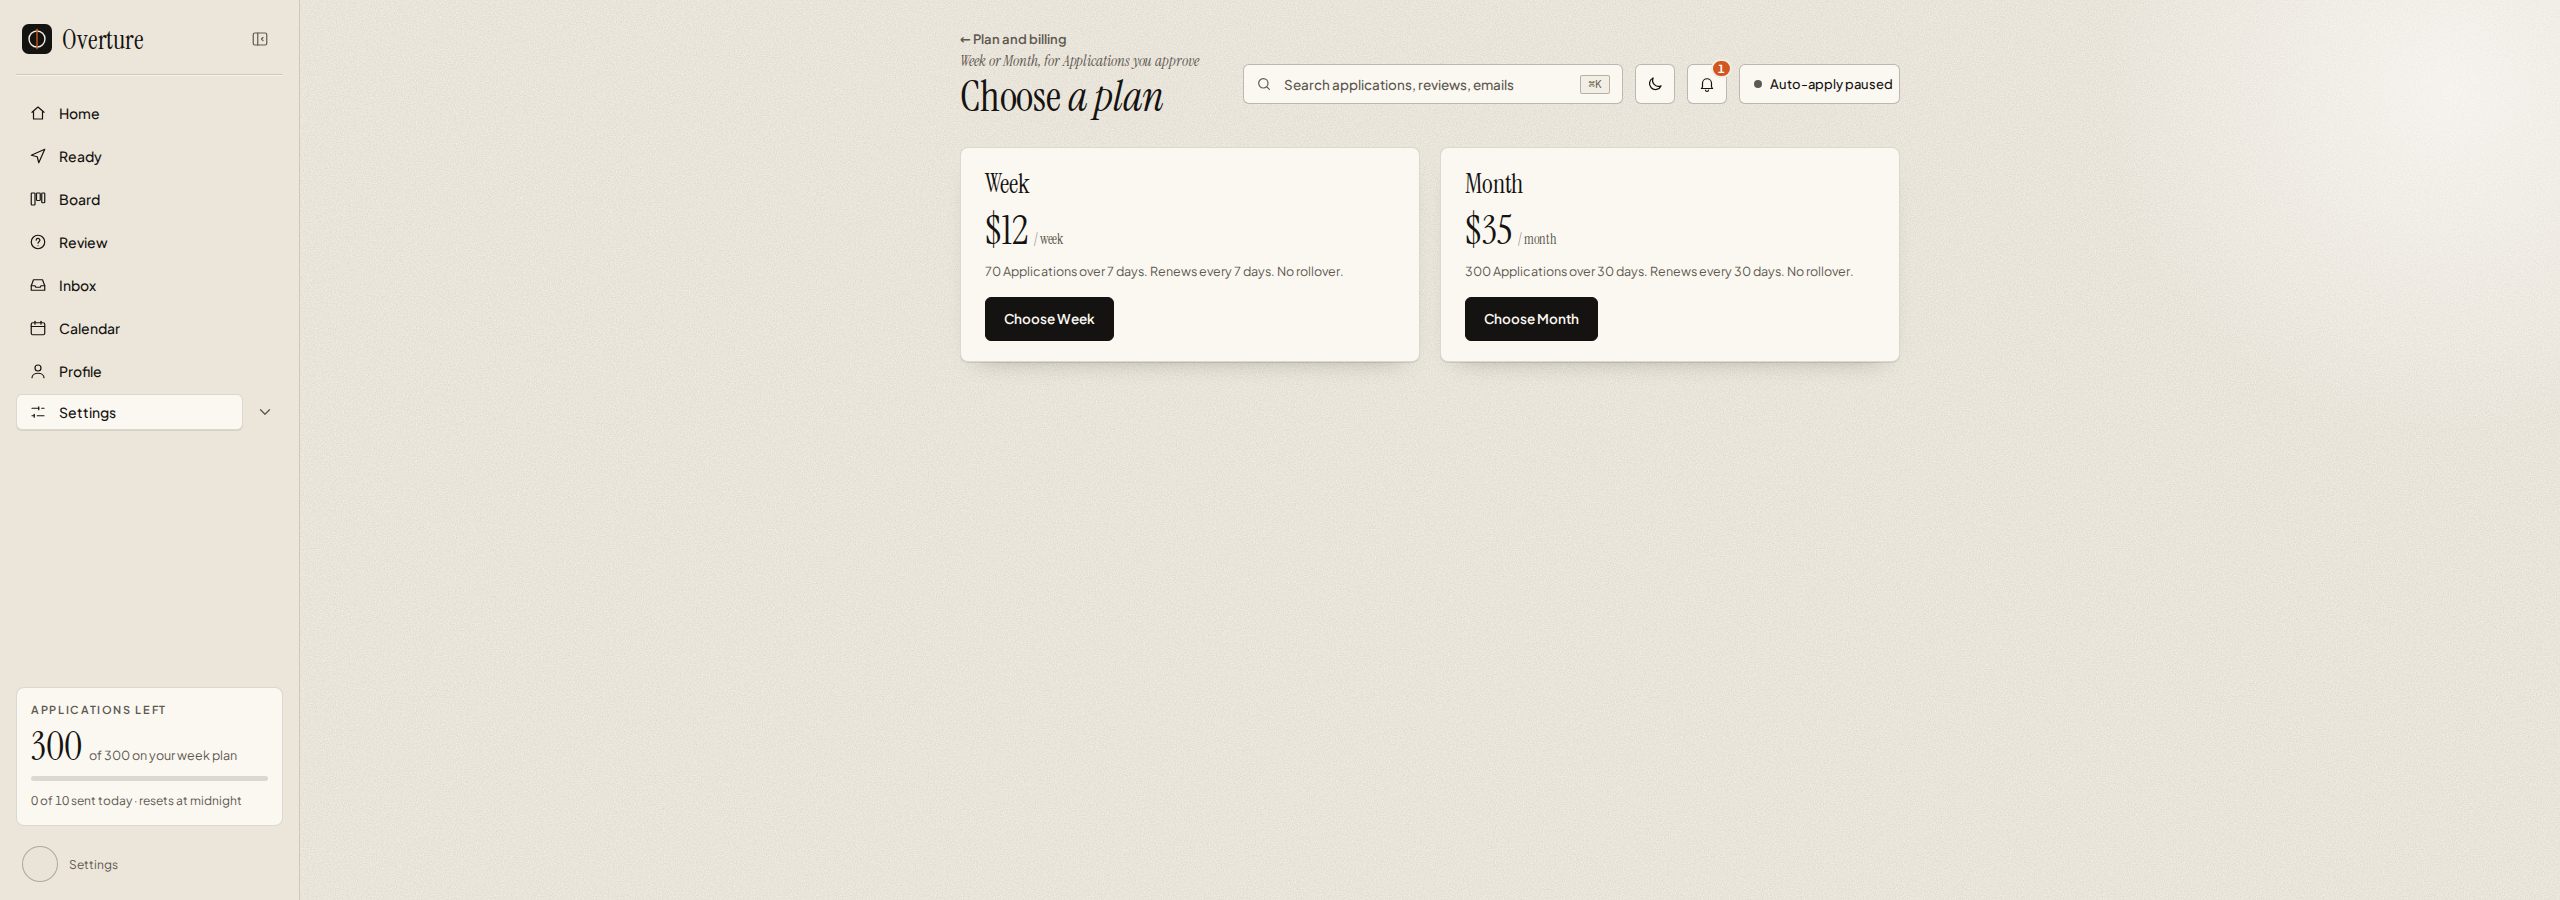 Overture
Home
Ready
Board
Review
Inbox
Calendar
Profile
Settings
APPLICATIONS LEFT
300 of 300 on your week plan
0 of 10 sent today · resets at midnight
Settings
← Plan and billing
Week or Month, for Applications you approve
Choose a plan
Search applications, reviews, emails ⌘K
1
Auto-apply paused
Week
$12 / week
70 Applications over 7 days. Renews every 7 days. No rollover.
Choose Week
Month
$35 / month
300 Applications over 30 days. Renews every 30 days. No rollover.
Choose Month